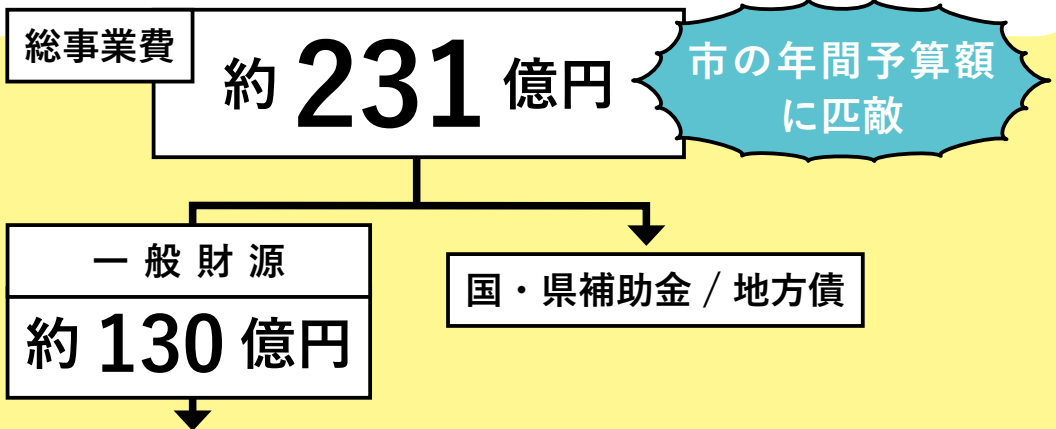 総事業費
約 231 億円
市の年間予算額
に匹敵
一般財源
約 130 億円
国・県補助金 / 地方債